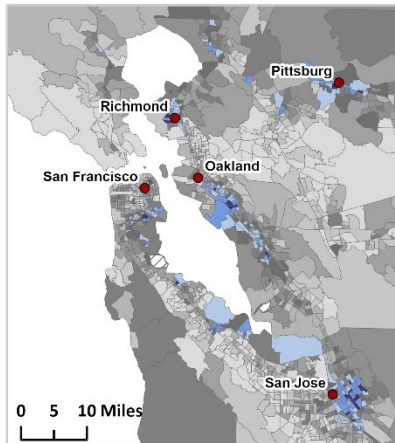 Pittsburg
Richmond
Oakland
San Francisco
San Jose
0 5 10 Miles